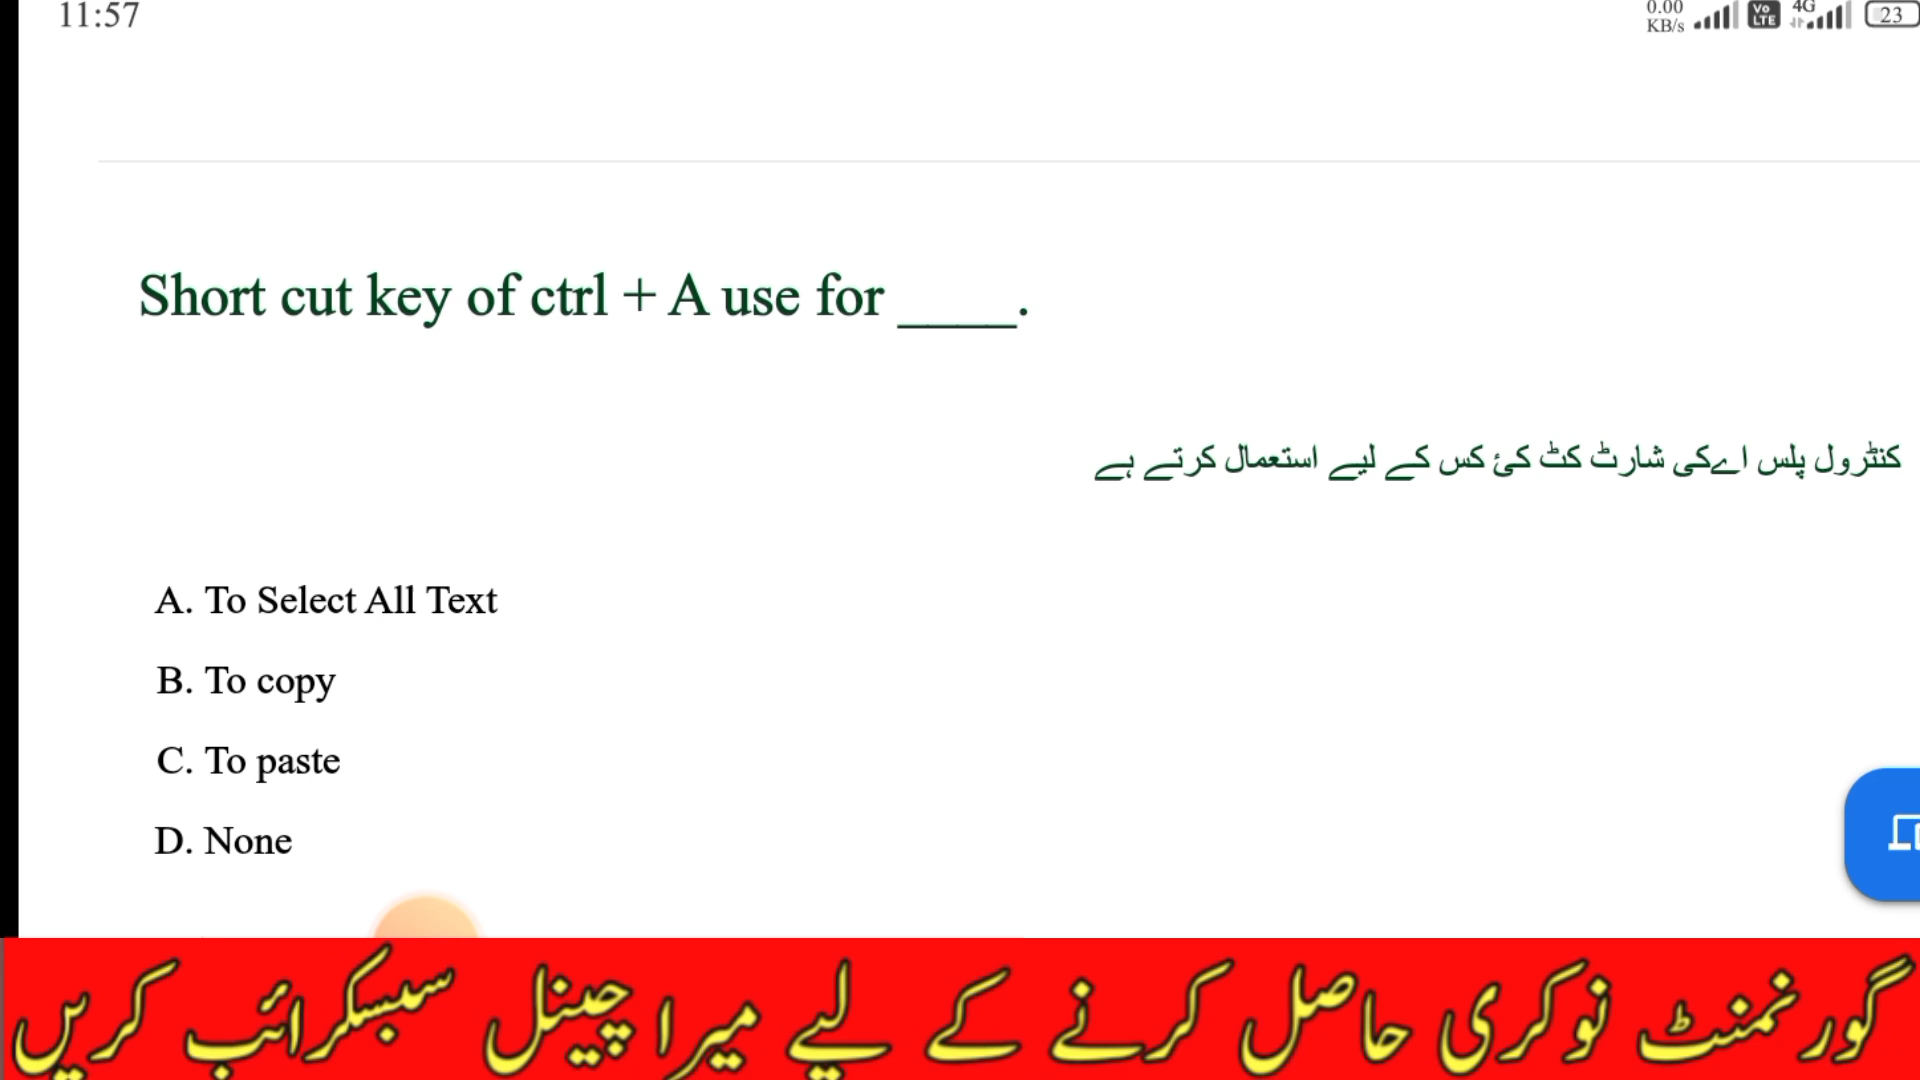 11:57
0.00 KB/s Vo LTE 4G 23
Short cut key of ctrl + A use for ____.
کنٹرول پلس اےکی شارٹ کٹ کئ کس کے لیے استعمال کرتے ہے
A. To Select All Text
B. To copy
C. To paste
D. None
گورنمنٹ نوکری حاصل کرنے کے لیے میرا چینل سبسکرائب کریں